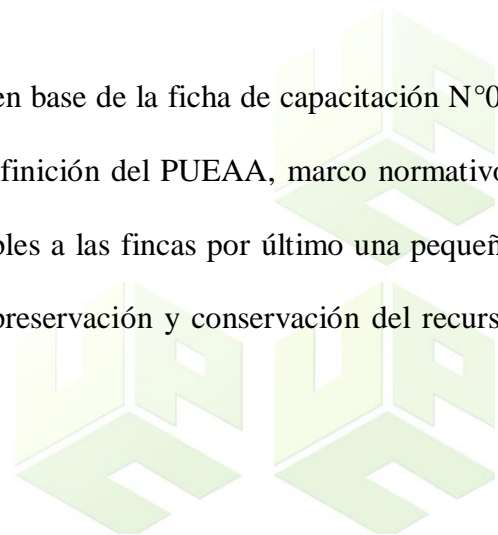 en base de la ficha de capacitación N°0
finición del PUEAA, marco normativo
bles a las fincas por último una pequeñ
preservación y conservación del recurs